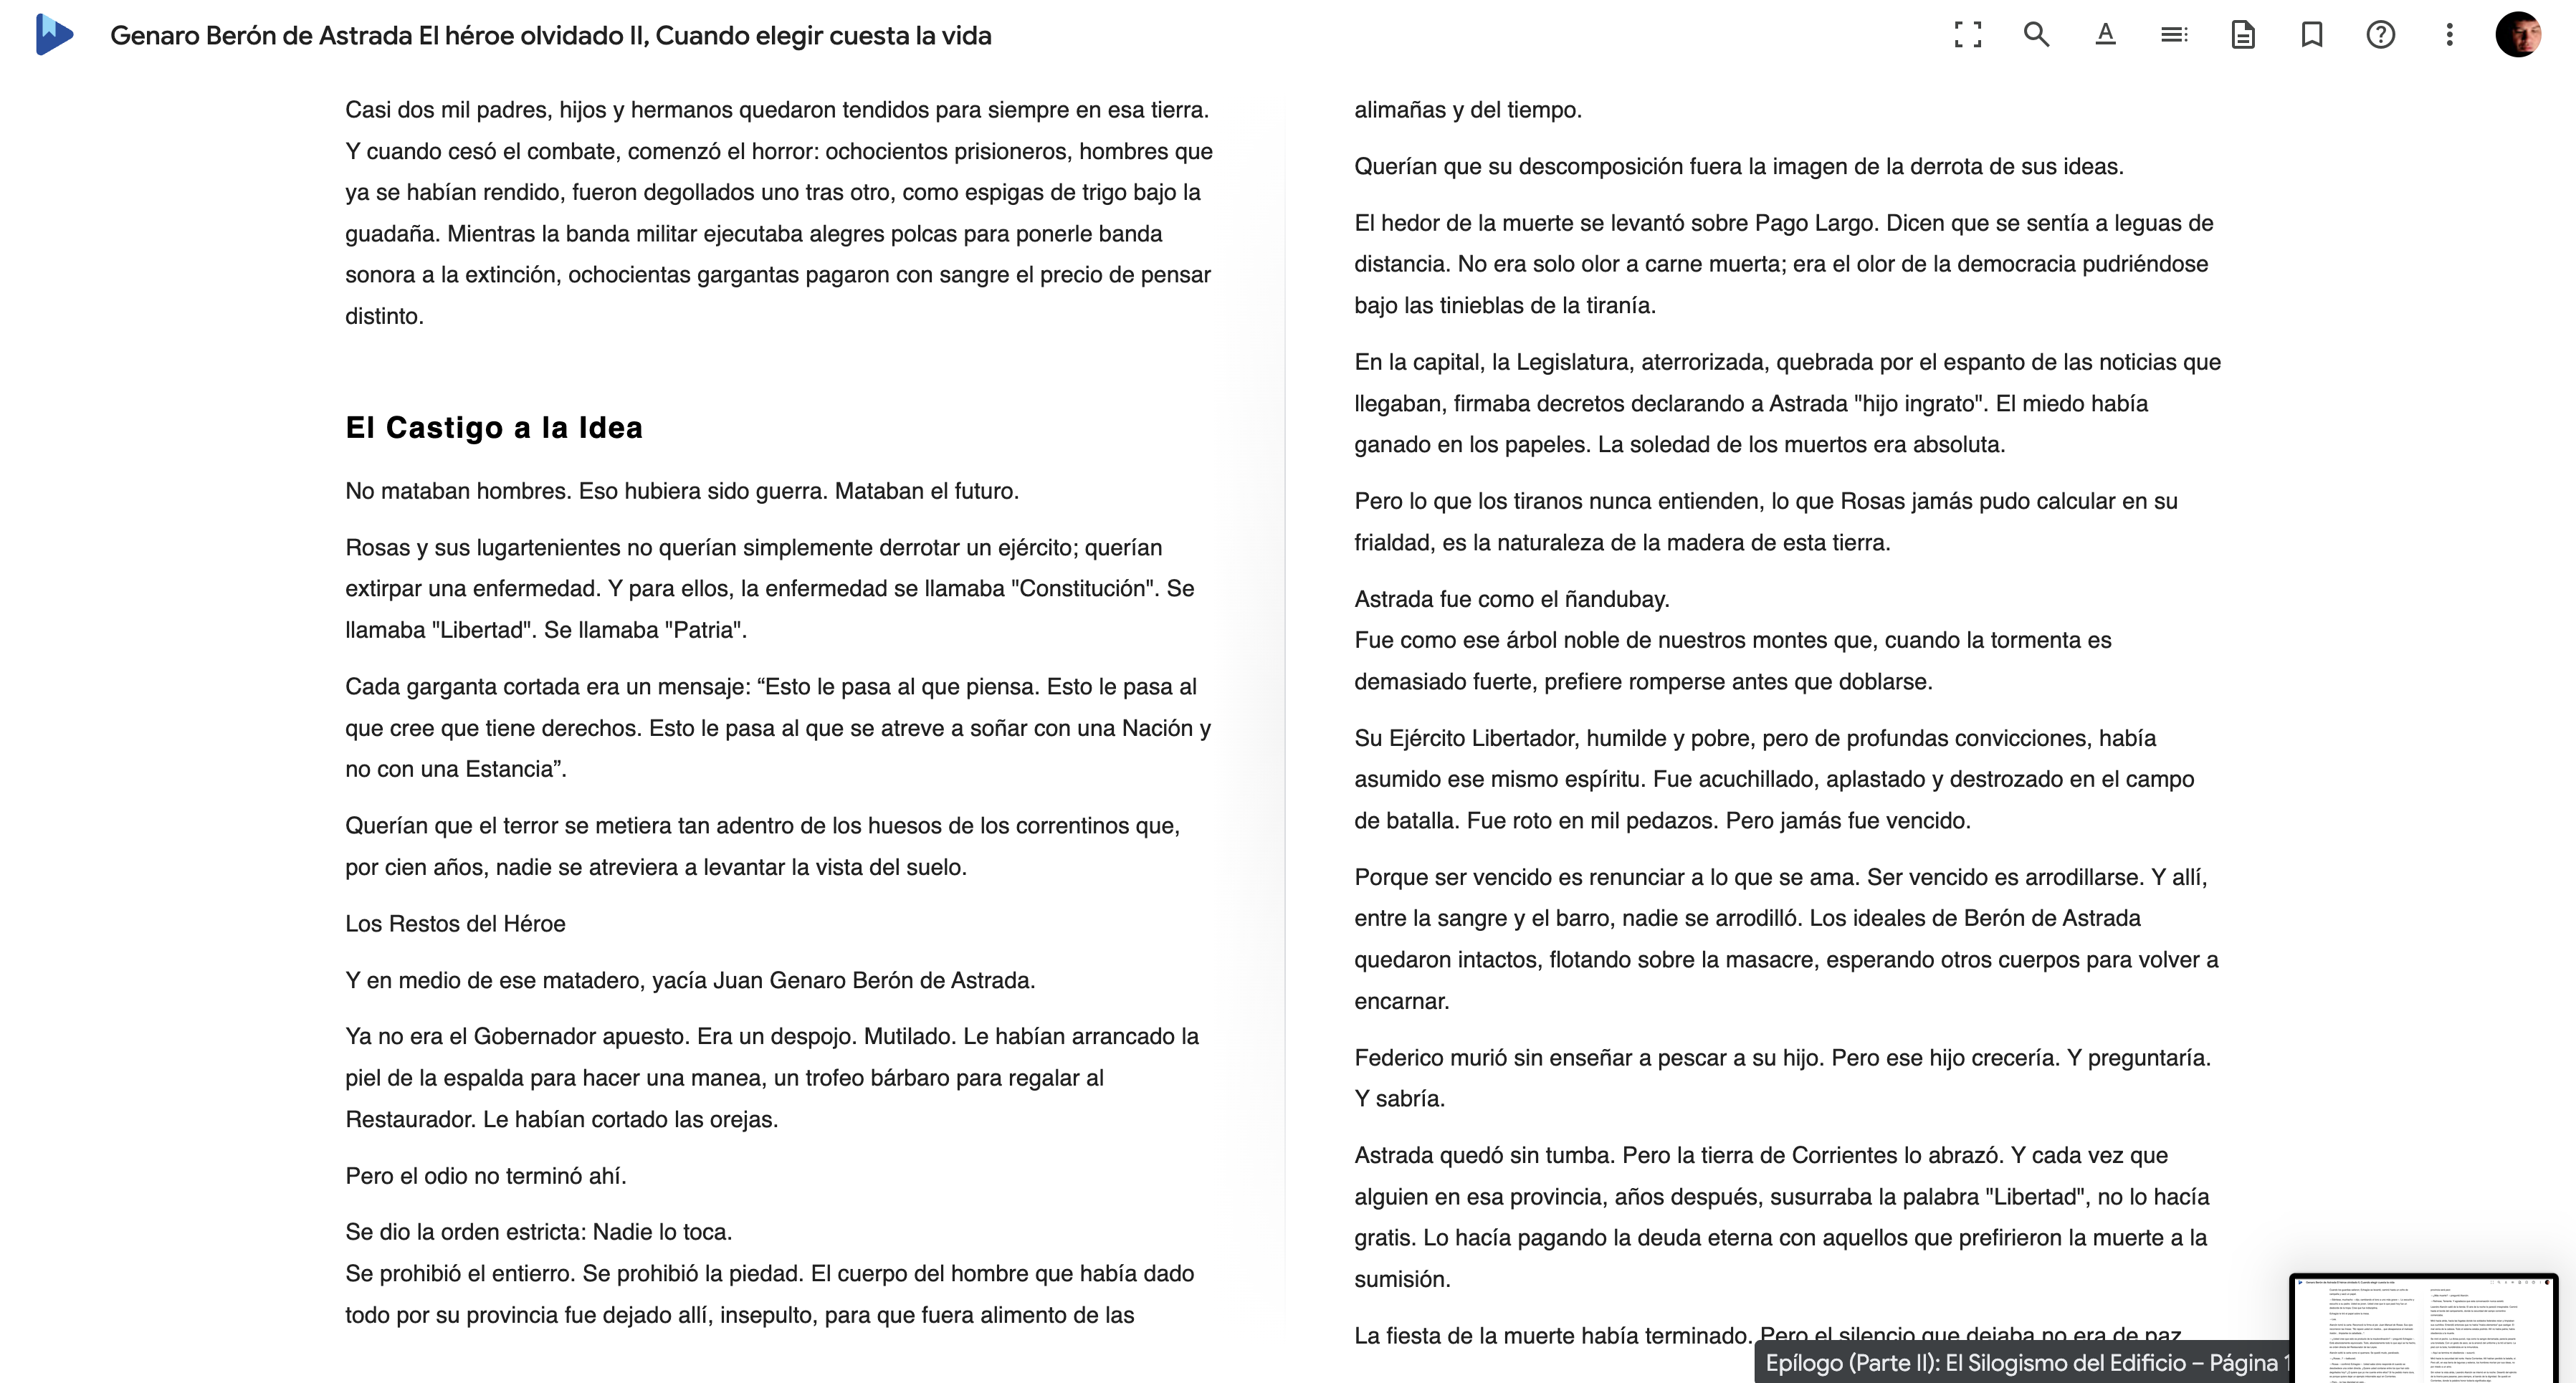 Genaro Berón de Astrada El héroe olvidado II, Cuando elegir cuesta la vida
Casi dos mil padres, hijos y hermanos quedaron tendidos para siempre en esa tierra.
Y cuando cesó el combate, comenzó el horror: ochocientos prisioneros, hombres que
ya se habían rendido, fueron degollados uno tras otro, como espigas de trigo bajo la
guadaña. Mientras la banda militar ejecutaba alegres polcas para ponerle banda
sonora a la extinción, ochocientas gargantas pagaron con sangre el precio de pensar
distinto.
El Castigo a la Idea
No mataban hombres. Eso hubiera sido guerra. Mataban el futuro.
Rosas y sus lugartenientes no querían simplemente derrotar un ejército; querían
extirpar una enfermedad. Y para ellos, la enfermedad se llamaba "Constitución". Se
llamaba "Libertad". Se llamaba "Patria".
Cada garganta cortada era un mensaje: “Esto le pasa al que piensa. Esto le pasa al
que cree que tiene derechos. Esto le pasa al que se atreve a soñar con una Nación y
no con una Estancia”.
Querían que el terror se metiera tan adentro de los huesos de los correntinos que,
por cien años, nadie se atreviera a levantar la vista del suelo.
Los Restos del Héroe
Y en medio de ese matadero, yacía Juan Genaro Berón de Astrada.
Ya no era el Gobernador apuesto. Era un despojo. Mutilado. Le habían arrancado la
piel de la espalda para hacer una manea, un trofeo bárbaro para regalar al
Restaurador. Le habían cortado las orejas.
Pero el odio no terminó ahí.
Se dio la orden estricta: Nadie lo toca.
Se prohibió el entierro. Se prohibió la piedad. El cuerpo del hombre que había dado
todo por su provincia fue dejado allí, insepulto, para que fuera alimento de las
alimañas y del tiempo.
Querían que su descomposición fuera la imagen de la derrota de sus ideas.
El hedor de la muerte se levantó sobre Pago Largo. Dicen que se sentía a leguas de
distancia. No era solo olor a carne muerta; era el olor de la democracia pudriéndose
bajo las tinieblas de la tiranía.
En la capital, la Legislatura, aterrorizada, quebrada por el espanto de las noticias que
llegaban, firmaba decretos declarando a Astrada "hijo ingrato". El miedo había
ganado en los papeles. La soledad de los muertos era absoluta.
Pero lo que los tiranos nunca entienden, lo que Rosas jamás pudo calcular en su
frialdad, es la naturaleza de la madera de esta tierra.
Astrada fue como el ñandubay.
Fue como ese árbol noble de nuestros montes que, cuando la tormenta es
demasiado fuerte, prefiere romperse antes que doblarse.
Su Ejército Libertador, humilde y pobre, pero de profundas convicciones, había
asumido ese mismo espíritu. Fue acuchillado, aplastado y destrozado en el campo
de batalla. Fue roto en mil pedazos. Pero jamás fue vencido.
Porque ser vencido es renunciar a lo que se ama. Ser vencido es arrodillarse. Y allí,
entre la sangre y el barro, nadie se arrodilló. Los ideales de Berón de Astrada
quedaron intactos, flotando sobre la masacre, esperando otros cuerpos para volver a
encarnar.
Federico murió sin enseñar a pescar a su hijo. Pero ese hijo crecería. Y preguntaría.
Y sabría.
Astrada quedó sin tumba. Pero la tierra de Corrientes lo abrazó. Y cada vez que
alguien en esa provincia, años después, susurraba la palabra "Libertad", no lo hacía
gratis. Lo hacía pagando la deuda eterna con aquellos que prefirieron la muerte a la
sumisión.
La fiesta de la muerte había terminado. Pero el silencio que dejaba no era de paz
Epílogo (Parte II): El Silogismo del Edificio – Página 1